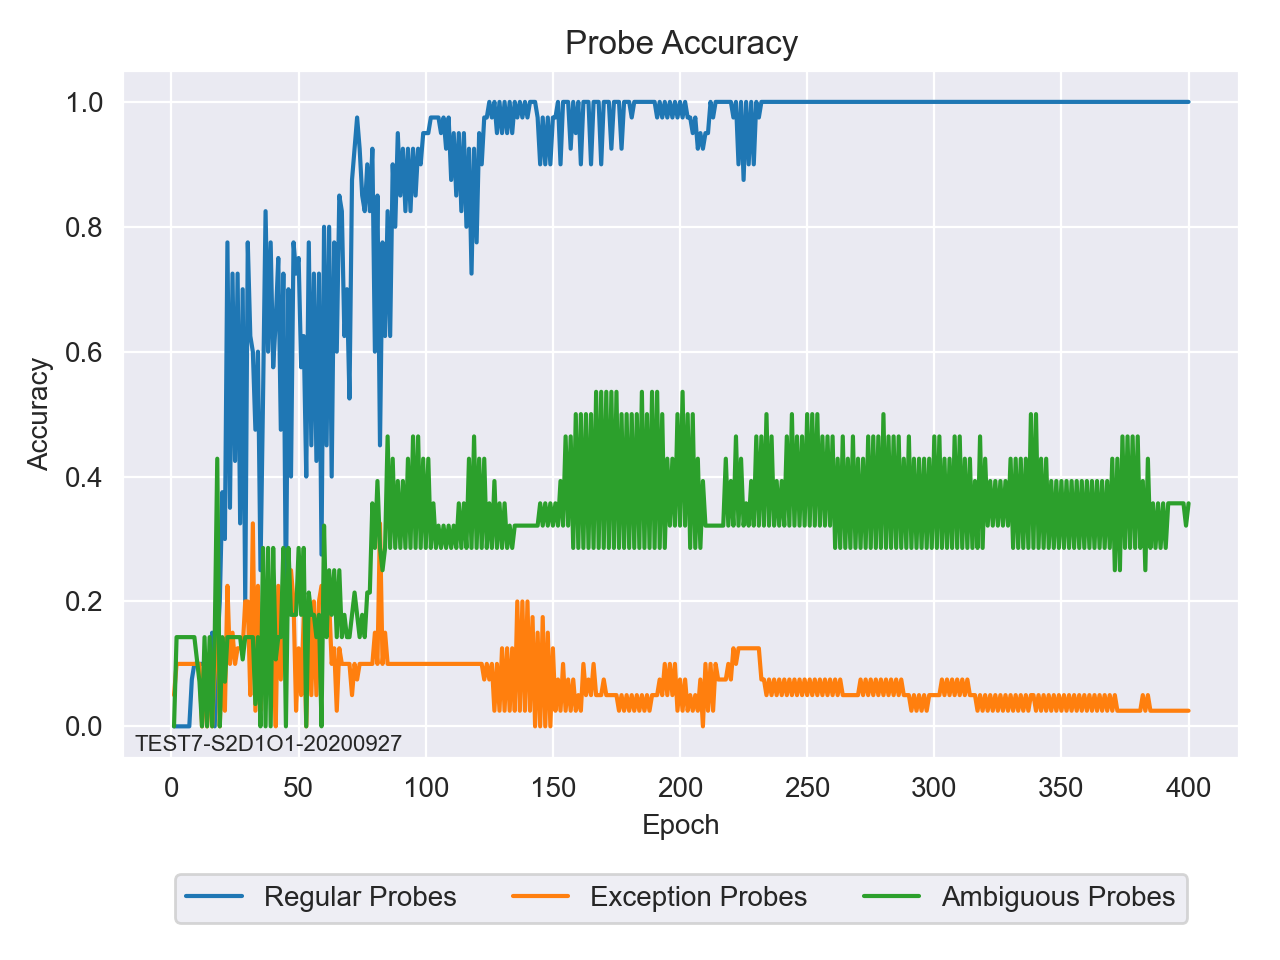 Probe Accuracy
Accuracy
1.0
0.8
0.6
0.4
0.2
0.0
TEST7-S2D1O1-20200927
0 50 100 150 200 250 300 350 400
Epoch
Regular Probes Exception Probes Ambiguous Probes